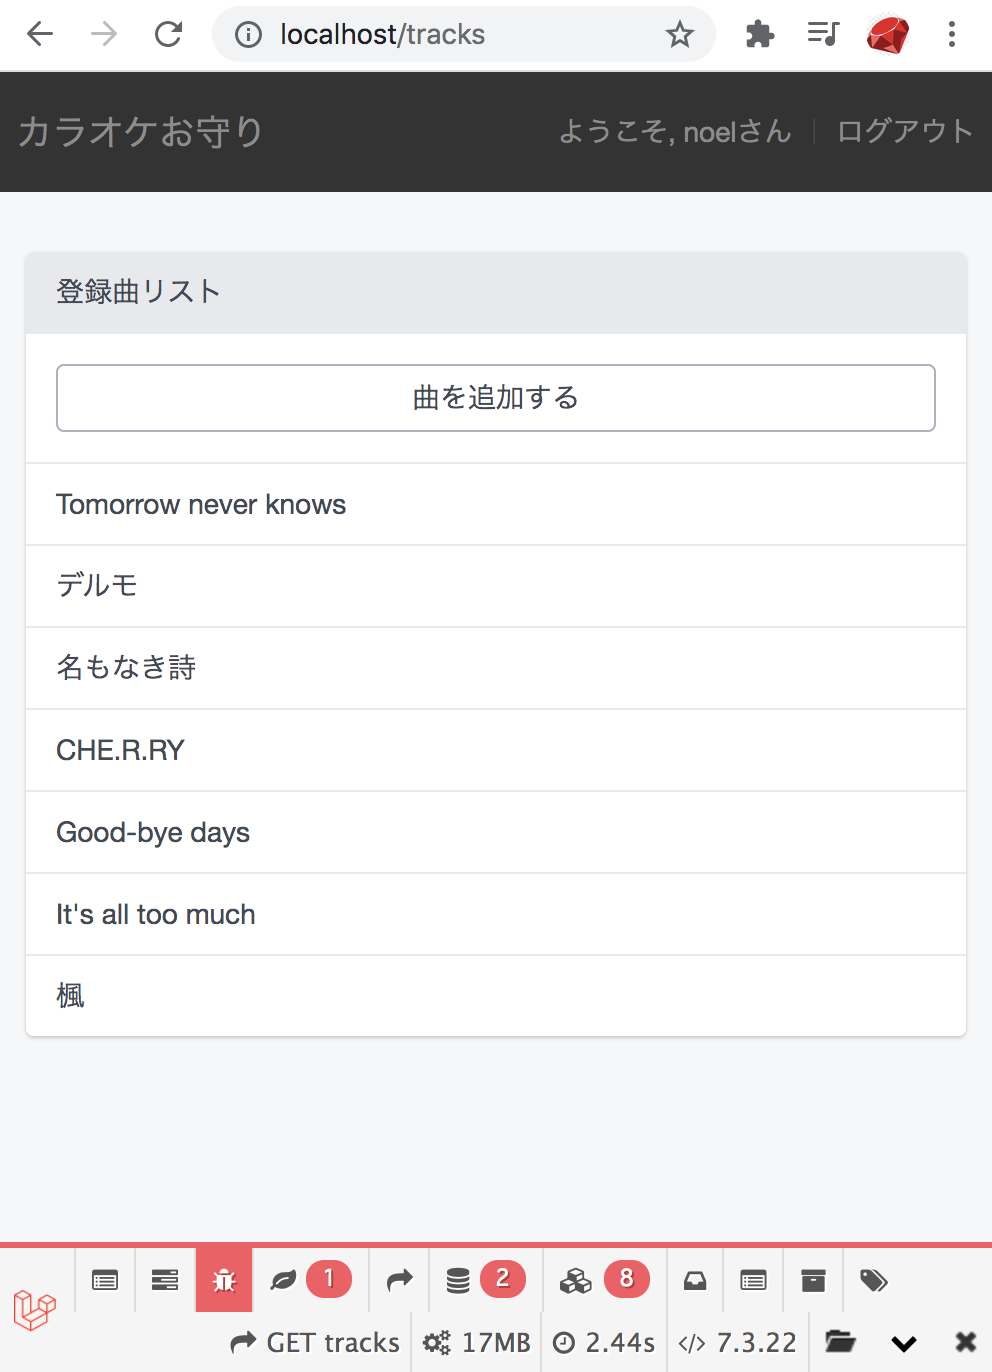 localhost/tracks
カラオケお守り ようこそ, noelさん ログアウト
登録曲リスト
曲を追加する
Tomorrow never knows
デルモ
名もなき詩
CHE.R.RY
Good-bye days
It's all too much
楓
1 2 8
GET tracks 17MB 2.44s 7.3.22